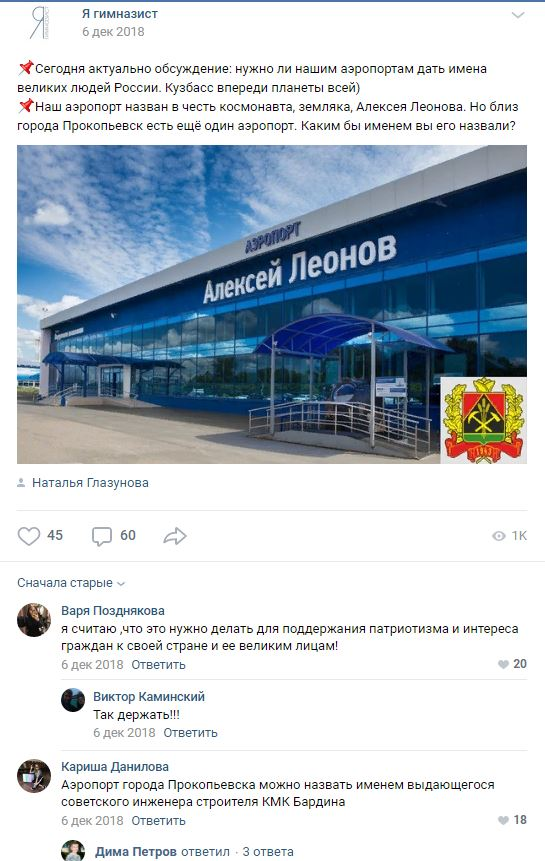 Я гимназист
6 дек 2018
📌Сегодня актуально обсуждение: нужно ли нашим аэропортам дать имена
великих людей России. Кузбасс впереди планеты всей)
📌Наш аэропорт назван в честь космонавта, земляка, Алексея Леонова. Но близ
города Прокопьевск есть ещё один аэропорт. Каким бы именем вы его назвали?
АЭРОПОРТ
Алексей Леонов
1943
Наталья Глазунова
45 60 1K
Сначала старые
Варя Позднякова
я считаю ,что это нужно делать для поддержания патриотизма и интереса
граждан к своей стране и ее великим лицам!
6 дек 2018 Ответить 20
Виктор Каминский
Так держать!!!
6 дек 2018 Ответить
Кариша Данилова
Аэропорт города Прокопьевска можно назвать именем выдающегося
советского инженера строителя КМК Бардина
6 дек 2018 Ответить 18
Дима Петров ответил · 3 ответа